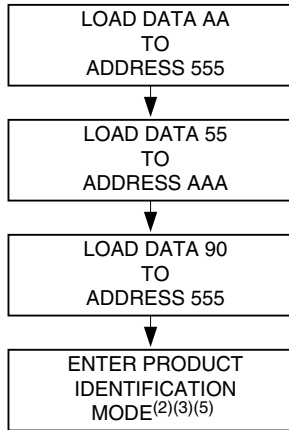 LOAD DATA AA
TO
ADDRESS 555
LOAD DATA 55
TO
ADDRESS AAA
LOAD DATA 90
TO
ADDRESS 555
ENTER PRODUCT
IDENTIFICATION
MODE(2)(3)(5)